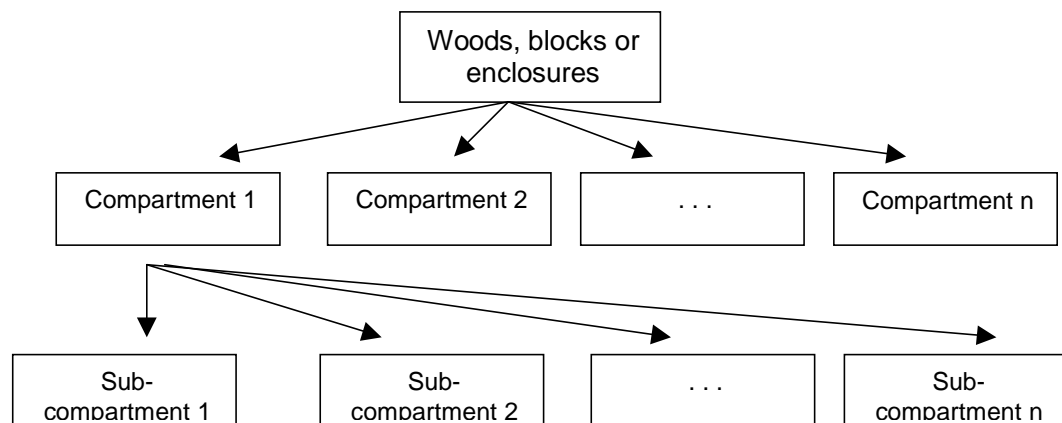 Woods, blocks or
enclosures
Compartment 1
Compartment 2
. . .
Compartment n
Sub-
compartment 1
Sub-
compartment 2
. . .
Sub-
compartment n